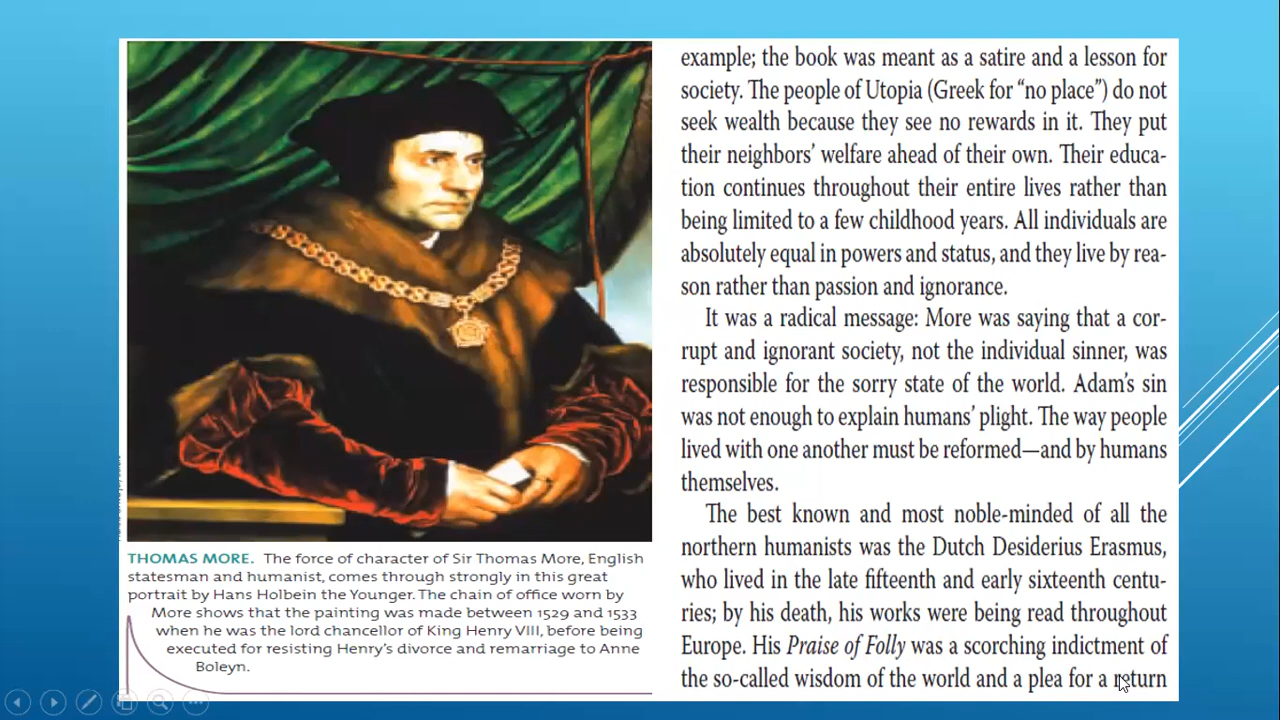 THOMAS MORE. The force of character of Sir Thomas More, English
statesman and humanist, comes through strongly in this great
portrait by Hans Holbein the Younger. The chain of office worn by
More shows that the painting was made between 1529 and 1533
when he was the lord chancellor of King Henry VIII, before being
executed for resisting Henry's divorce and remarriage to Anne
Boleyn.
example; the book was meant as a satire and a lesson for
society. The people of Utopia (Greek for “no place”) do not
seek wealth because they see no rewards in it. They put
their neighbors’ welfare ahead of their own. Their educa-
tion continues throughout their entire lives rather than
being limited to a few childhood years. All individuals are
absolutely equal in powers and status, and they live by rea-
son rather than passion and ignorance.
It was a radical message: More was saying that a cor-
rupt and ignorant society, not the individual sinner, was
responsible for the sorry state of the world. Adam’s sin
was not enough to explain humans’ plight. The way people
lived with one another must be reformed—and by humans
themselves.
The best known and most noble-minded of all the
northern humanists was the Dutch Desiderius Erasmus,
who lived in the late fifteenth and early sixteenth centu-
ries; by his death, his works were being read throughout
Europe. His Praise of Folly was a scorching indictment of
the so-called wisdom of the world and a plea for a return